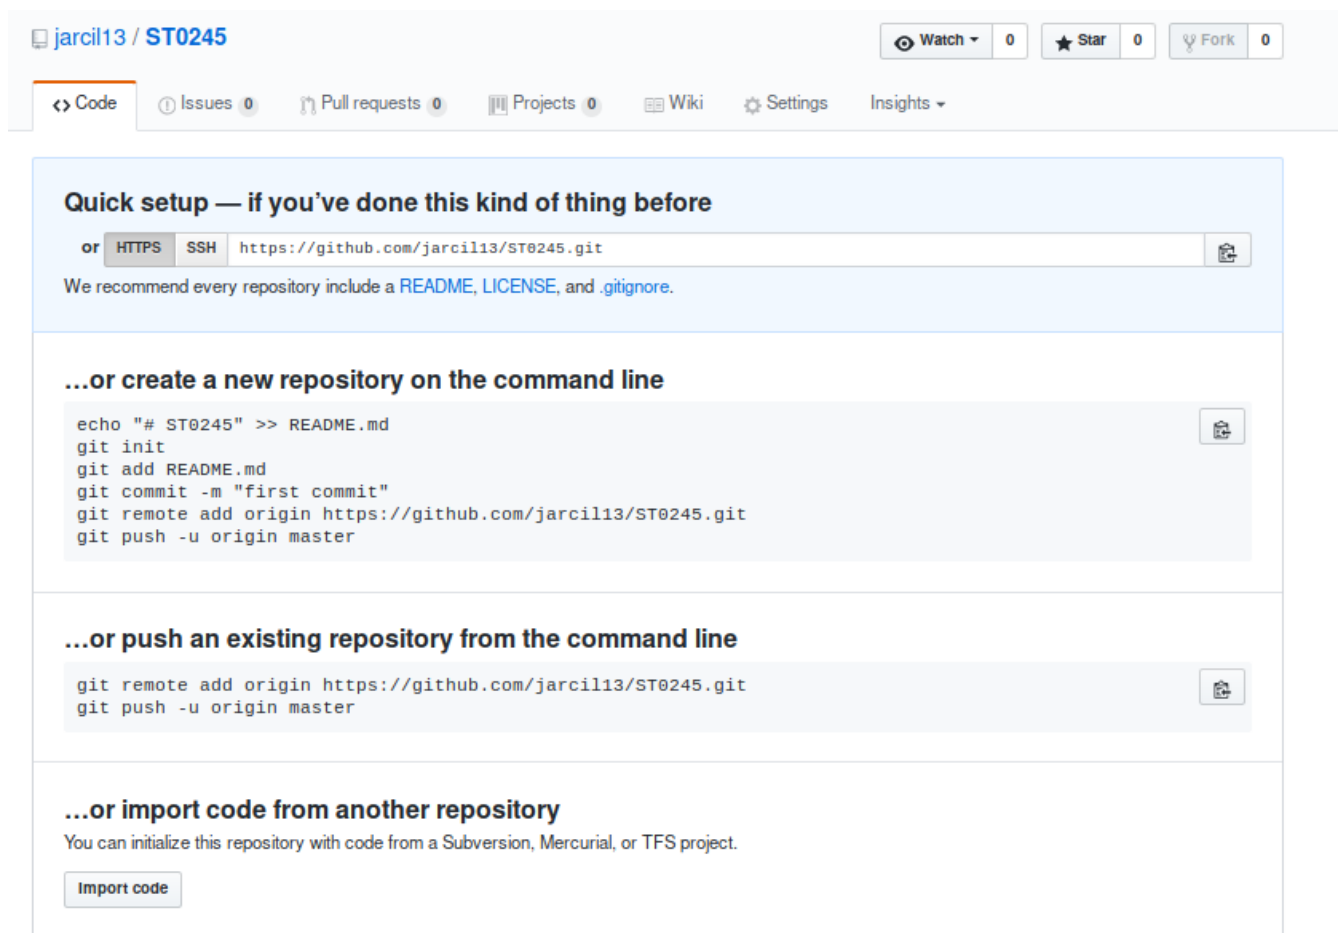 jarcil13 / ST0245
Watch 0 Star 0 Fork 0
Code Issues 0 Pull requests 0 Projects 0 Wiki Settings Insights
Quick setup — if you’ve done this kind of thing before
or HTTPS SSH https://github.com/jarcil13/ST0245.git
We recommend every repository include a README, LICENSE, and .gitignore.
…or create a new repository on the command line
echo "# ST0245" >> README.md
git init
git add README.md
git commit -m "first commit"
git remote add origin https://github.com/jarcil13/ST0245.git
git push -u origin master
…or push an existing repository from the command line
git remote add origin https://github.com/jarcil13/ST0245.git
git push -u origin master
…or import code from another repository
You can initialize this repository with code from a Subversion, Mercurial, or TFS project.
Import code